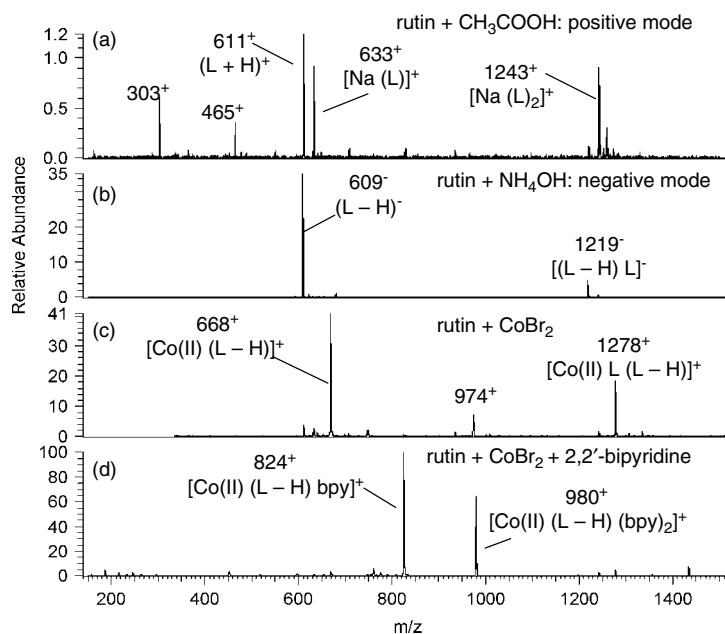 (a)
rutin + CH₃COOH: positive mode
1.2
1.0
0.5
0.0
303⁺
465⁺
611⁺
(L + H)⁺
633⁺
[Na (L)]⁺
1243⁺
[Na (L)₂]⁺
Relative Abundance
(b)
rutin + NH₄OH: negative mode
35
20
10
0
609⁻
(L – H)⁻
1219⁻
[(L – H) L]⁻
(c)
rutin + CoBr₂
41
30
20
10
0
668⁺
[Co(II) (L – H)]⁺
974⁺
1278⁺
[Co(II) L (L – H)]⁺
(d)
rutin + CoBr₂ + 2,2′-bipyridine
100
80
60
40
20
0
824⁺
[Co(II) (L – H) bpy]⁺
980⁺
[Co(II) (L – H) (bpy)₂]⁺
200 400 600 800 1000 1200 1400
m/z